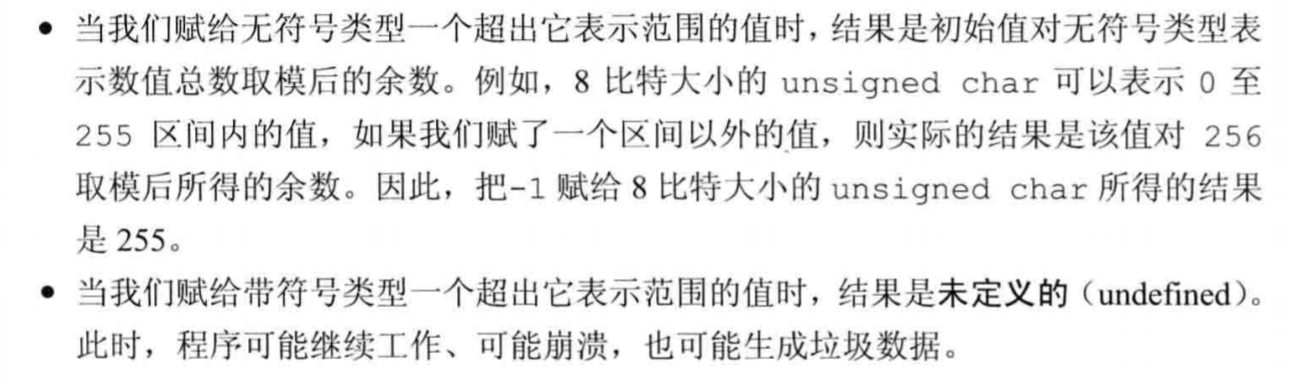 • 当我们赋给无符号类型一个超出它表示范围的值时，结果是初始值对无符号类型表
示数值总数取模后的余数。例如，8 比特大小的 unsigned char 可以表示 0 至
255 区间内的值，如果我们赋了一个区间以外的值，则实际的结果是该值对 256
取模后所得的余数。因此，把-1 赋给 8 比特大小的 unsigned char 所得的结果
是 255。
• 当我们赋给带符号类型一个超出它表示范围的值时，结果是未定义的（undefined）。
此时，程序可能继续工作、可能崩溃，也可能生成垃圾数据。